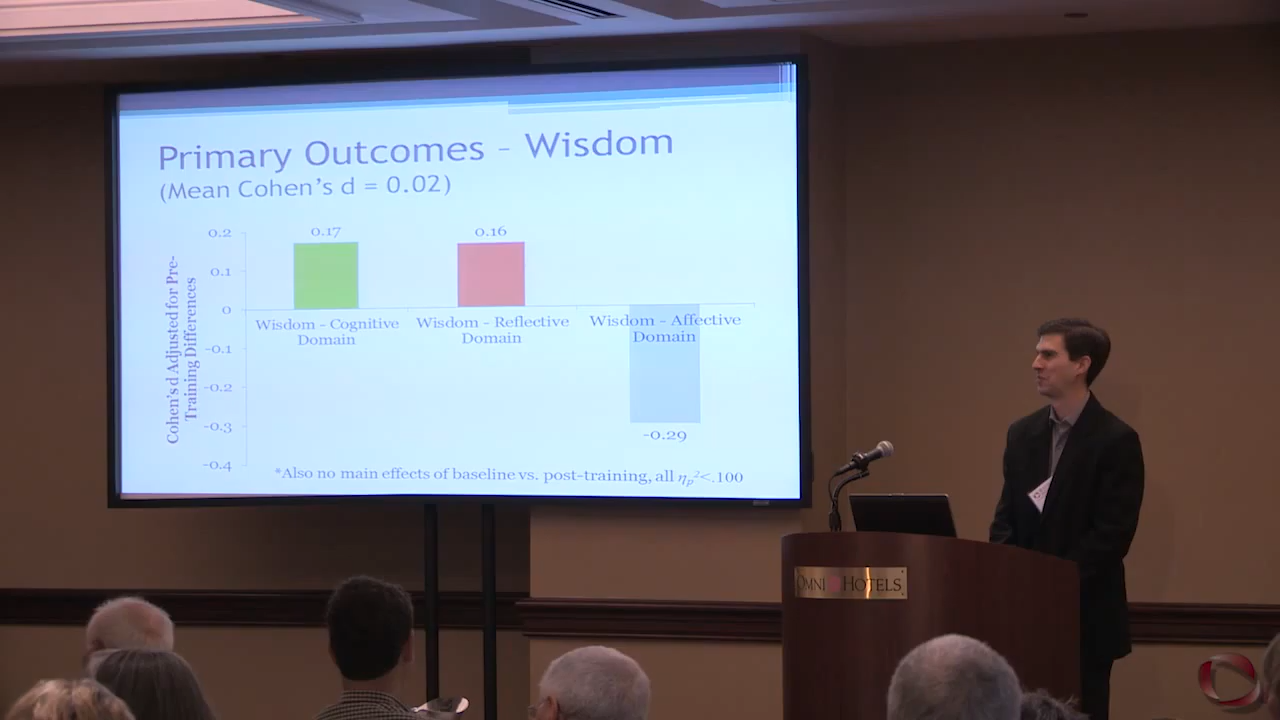 Primary Outcomes – Wisdom
(Mean Cohen's d = 0.02)
Cohen's d Adjusted for Pre-
Training Differences
0.2
0.1
0
-0.1
-0.2
-0.3
-0.4
0.17
0.16
-0.29
Wisdom – Cognitive
Domain
Wisdom – Reflective
Domain
Wisdom – Affective
Domain
*Also no main effects of baseline vs. post-training, all ηp²<.100
OMNI HOTELS